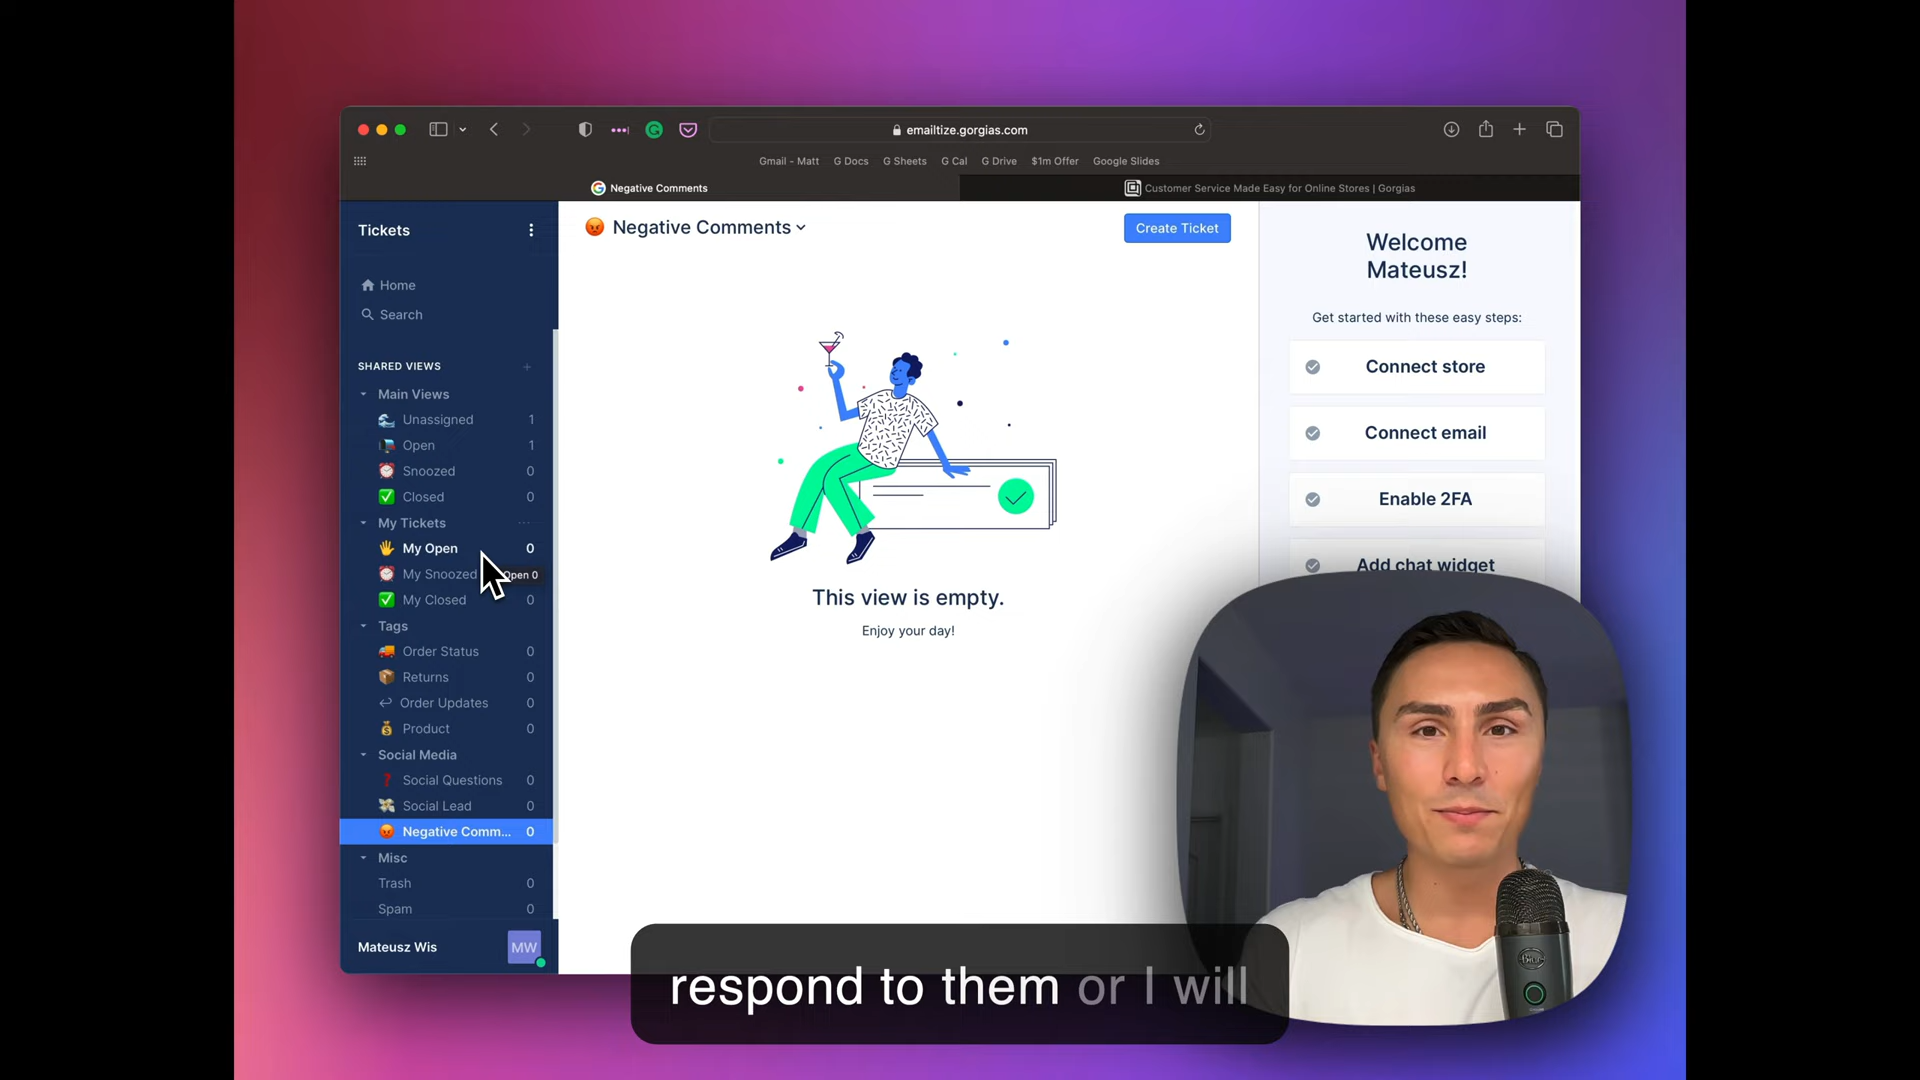 emailtize.gorgias.com
Gmail - Matt G Docs G Sheets G Cal G Drive $1m Offer Google Slides
Negative Comments
Customer Service Made Easy for Online Stores | Gorgias
Tickets
Home
Search
SHARED VIEWS
Main Views
Unassigned 1
Open 1
Snoozed 0
Closed 0
My Tickets
My Open 0
My Snoozed
Open 0
My Closed 0
Tags
Order Status 0
Returns 0
Order Updates 0
Product 0
Social Media
Social Questions 0
Social Lead 0
Negative Comm... 0
Misc
Trash 0
Spam 0
Mateusz Wis MW
Negative Comments
Create Ticket
This view is empty.
Enjoy your day!
Welcome
Mateusz!
Get started with these easy steps:
Connect store
Connect email
Enable 2FA
Add chat widget
respond to them or I will
Blue